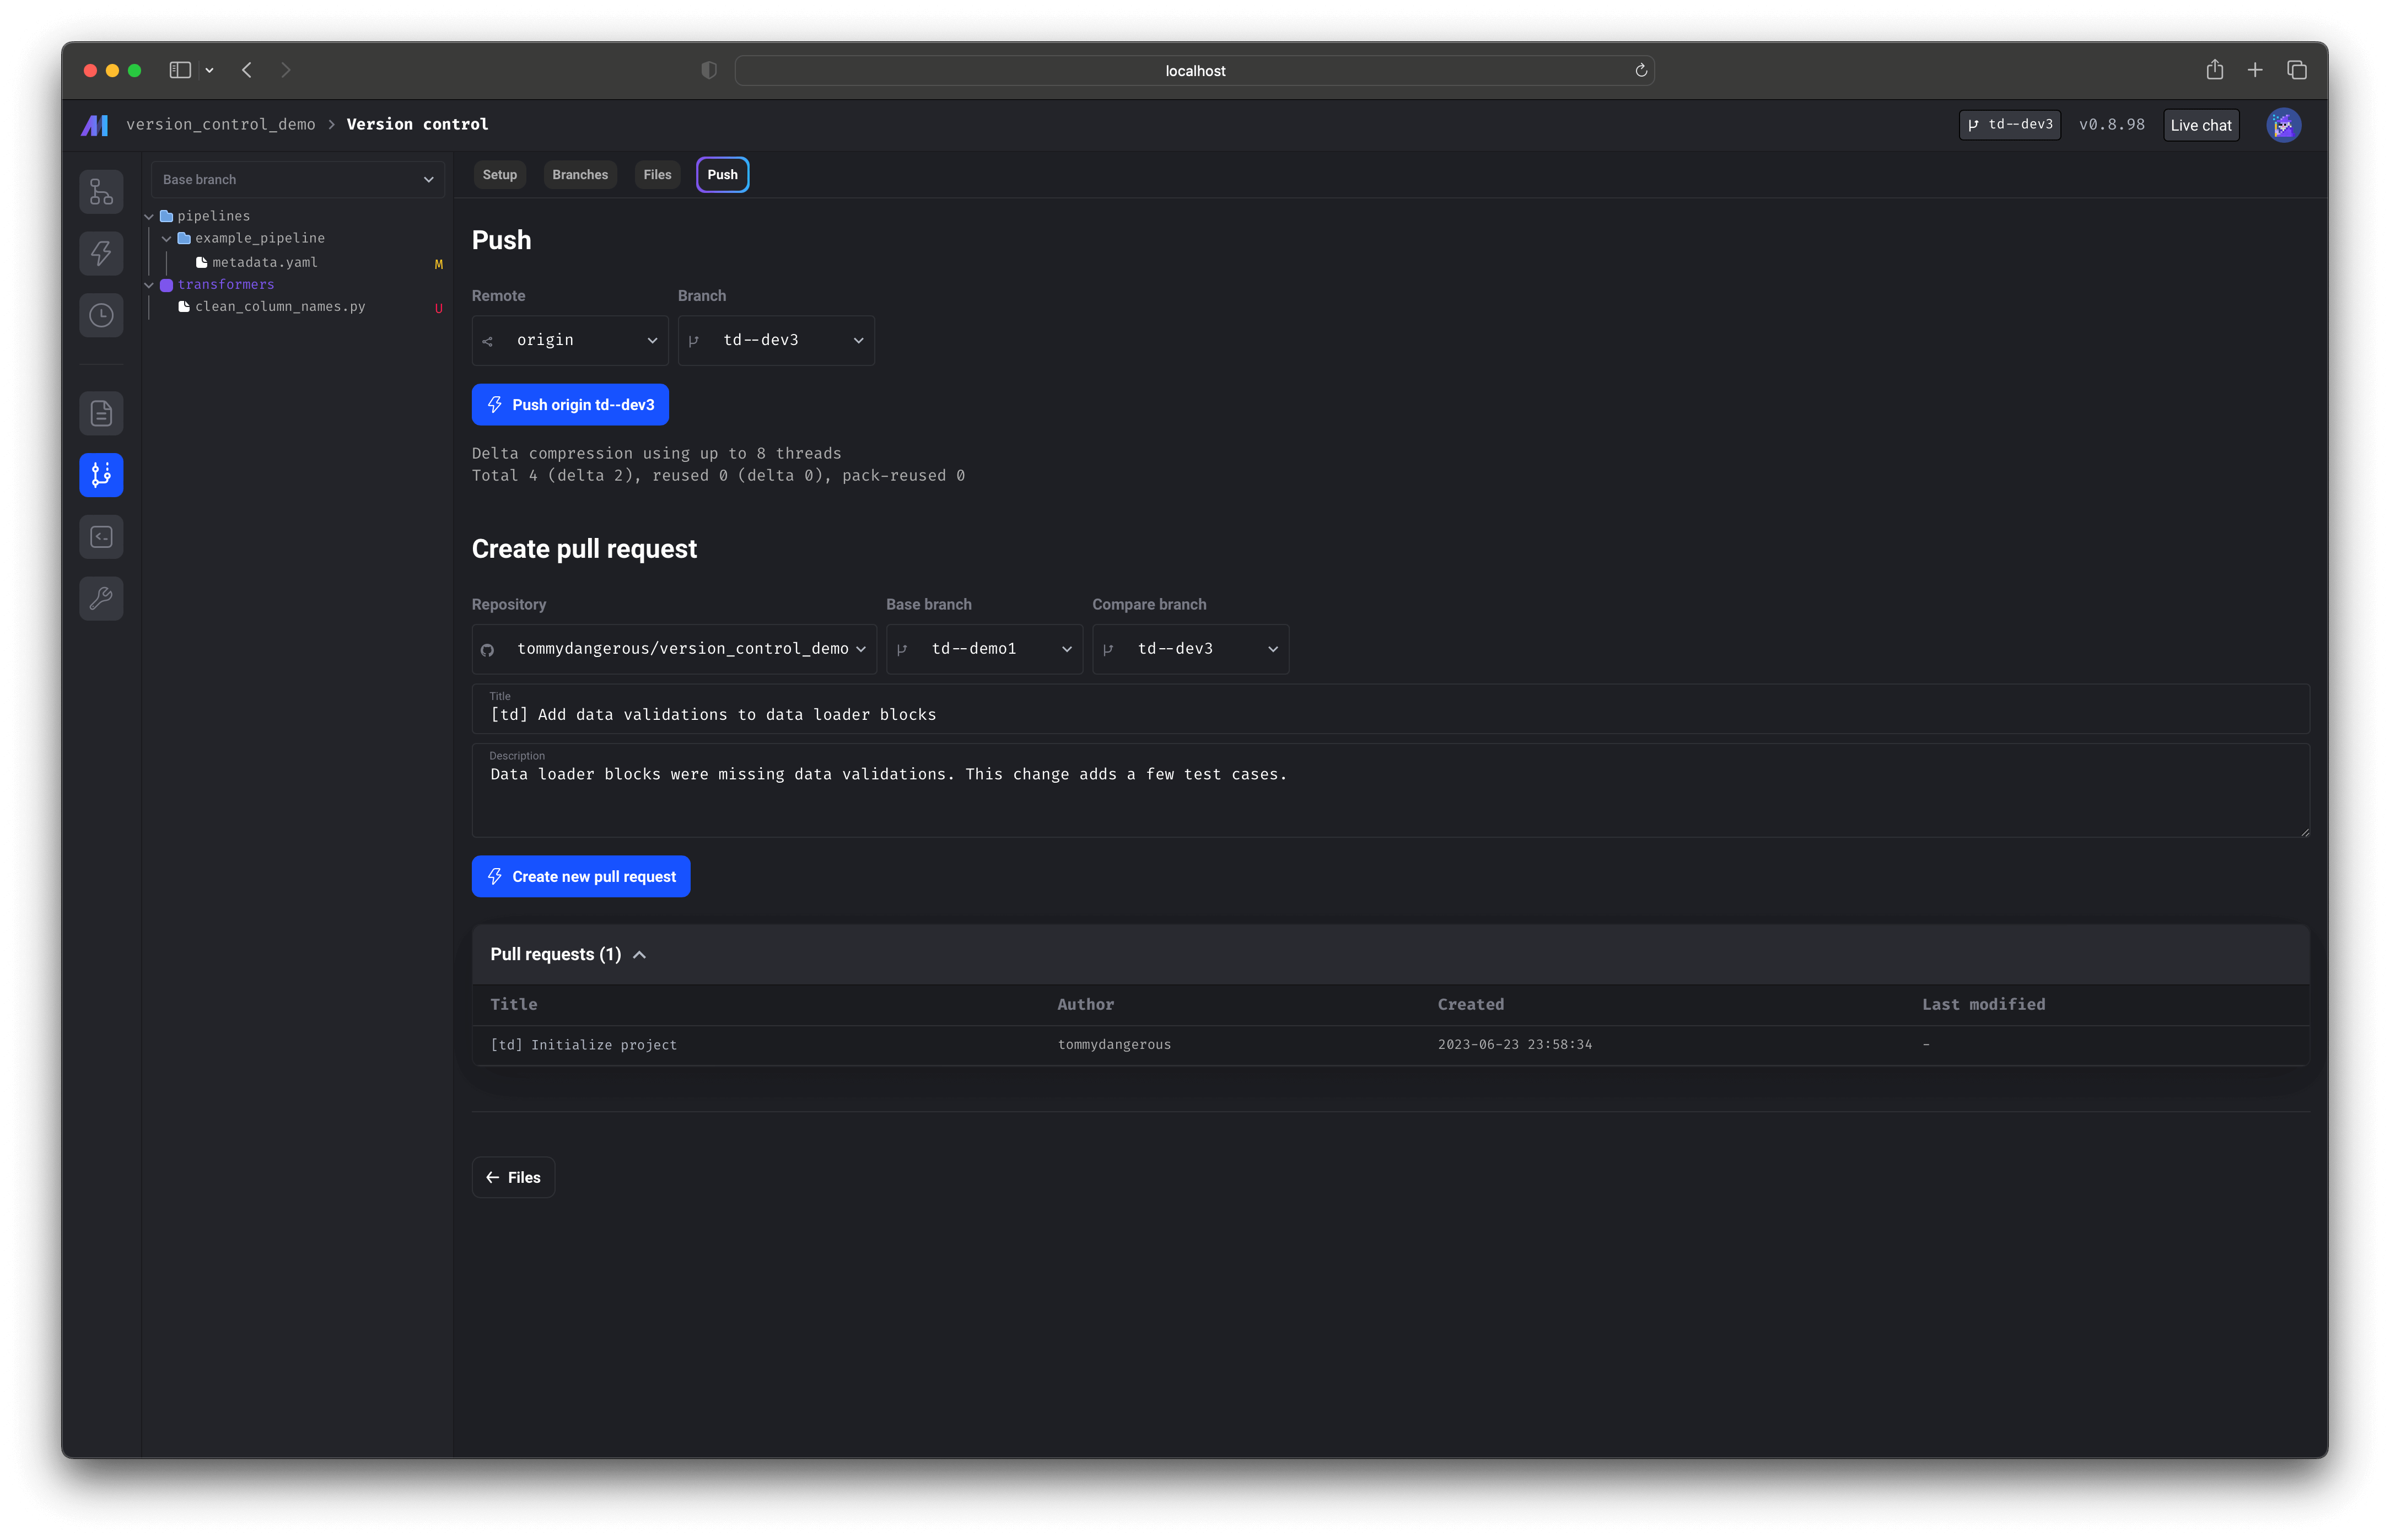 localhost
version_control_demo > Version control
td--dev3 v0.8.98 Live chat
Base branch
pipelines
example_pipeline
metadata.yaml M
transformers
clean_column_names.py U
Setup Branches Files Push
Push
Remote Branch
origin td--dev3
Push origin td--dev3
Delta compression using up to 8 threads
Total 4 (delta 2), reused 0 (delta 0), pack-reused 0
Create pull request
Repository Base branch Compare branch
tommydangerous/version_control_demo td--demo1 td--dev3
Title
[td] Add data validations to data loader blocks
Description
Data loader blocks were missing data validations. This change adds a few test cases.
Create new pull request
Pull requests (1)
Title Author Created Last modified
[td] Initialize project tommydangerous 2023-06-23 23:58:34 -
Files